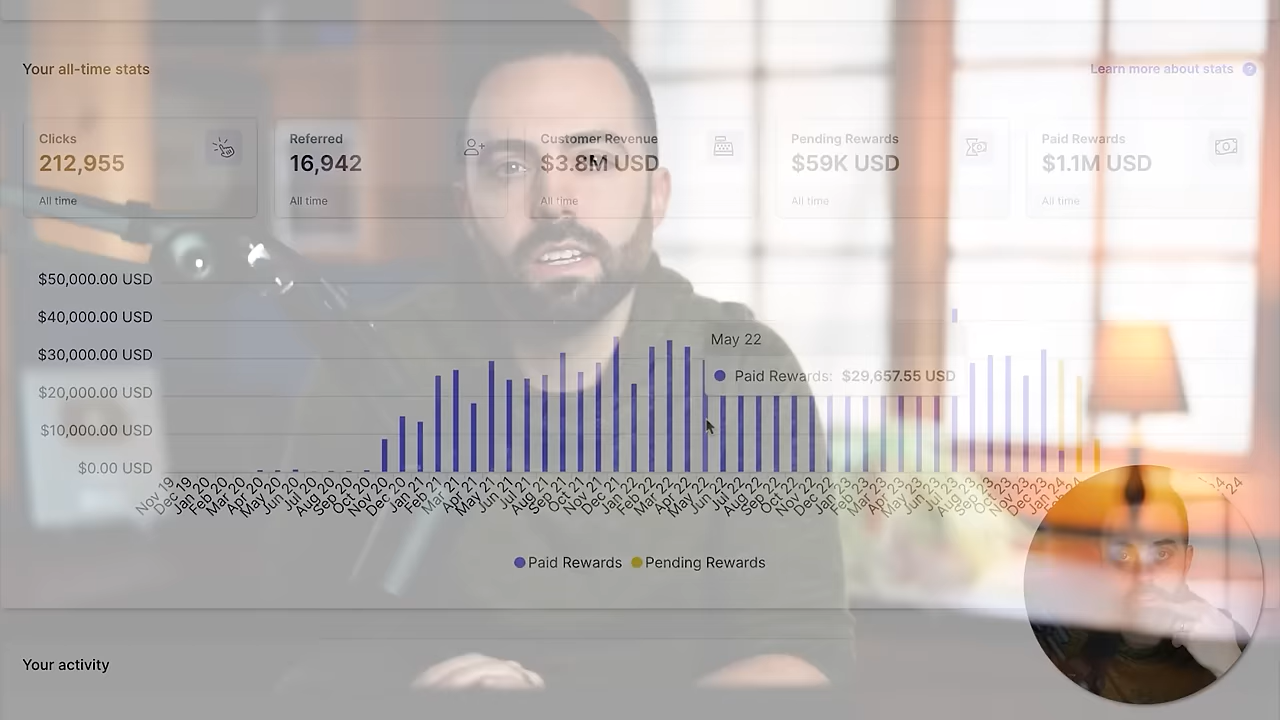 Your all-time stats
Learn more about stats ?
Clicks
Referred
Customer Revenue
Pending Rewards
Paid Rewards
212,955
16,942
$3.8M USD
$59K USD
$1.1M USD
All time
All time
All time
All time
All time
$50,000.00 USD
$40,000.00 USD
$30,000.00 USD
$20,000.00 USD
$10,000.00 USD
$0.00 USD
May 22
Paid Rewards: $29,657.55 USD
Nov 19
Dec 19
Jan 20
Feb 20
Mar 20
Apr 20
May 20
Jun 20
Jul 20
Aug 20
Sep 20
Oct 20
Nov 20
Dec 20
Jan 21
Feb 21
Mar 21
Apr 21
May 21
Jun 21
Jul 21
Aug 21
Sep 21
Oct 21
Nov 21
Dec 21
Jan 22
Feb 22
Mar 22
Apr 22
May 22
Jun 22
Jul 22
Aug 22
Sep 22
Oct 22
Nov 22
Dec 22
Jan 23
Feb 23
Mar 23
Apr 23
May 23
Jun 23
Jul 23
Aug 23
Sep 23
Oct 23
Nov 23
Dec 23
Jan 24
Paid Rewards
Pending Rewards
Your activity